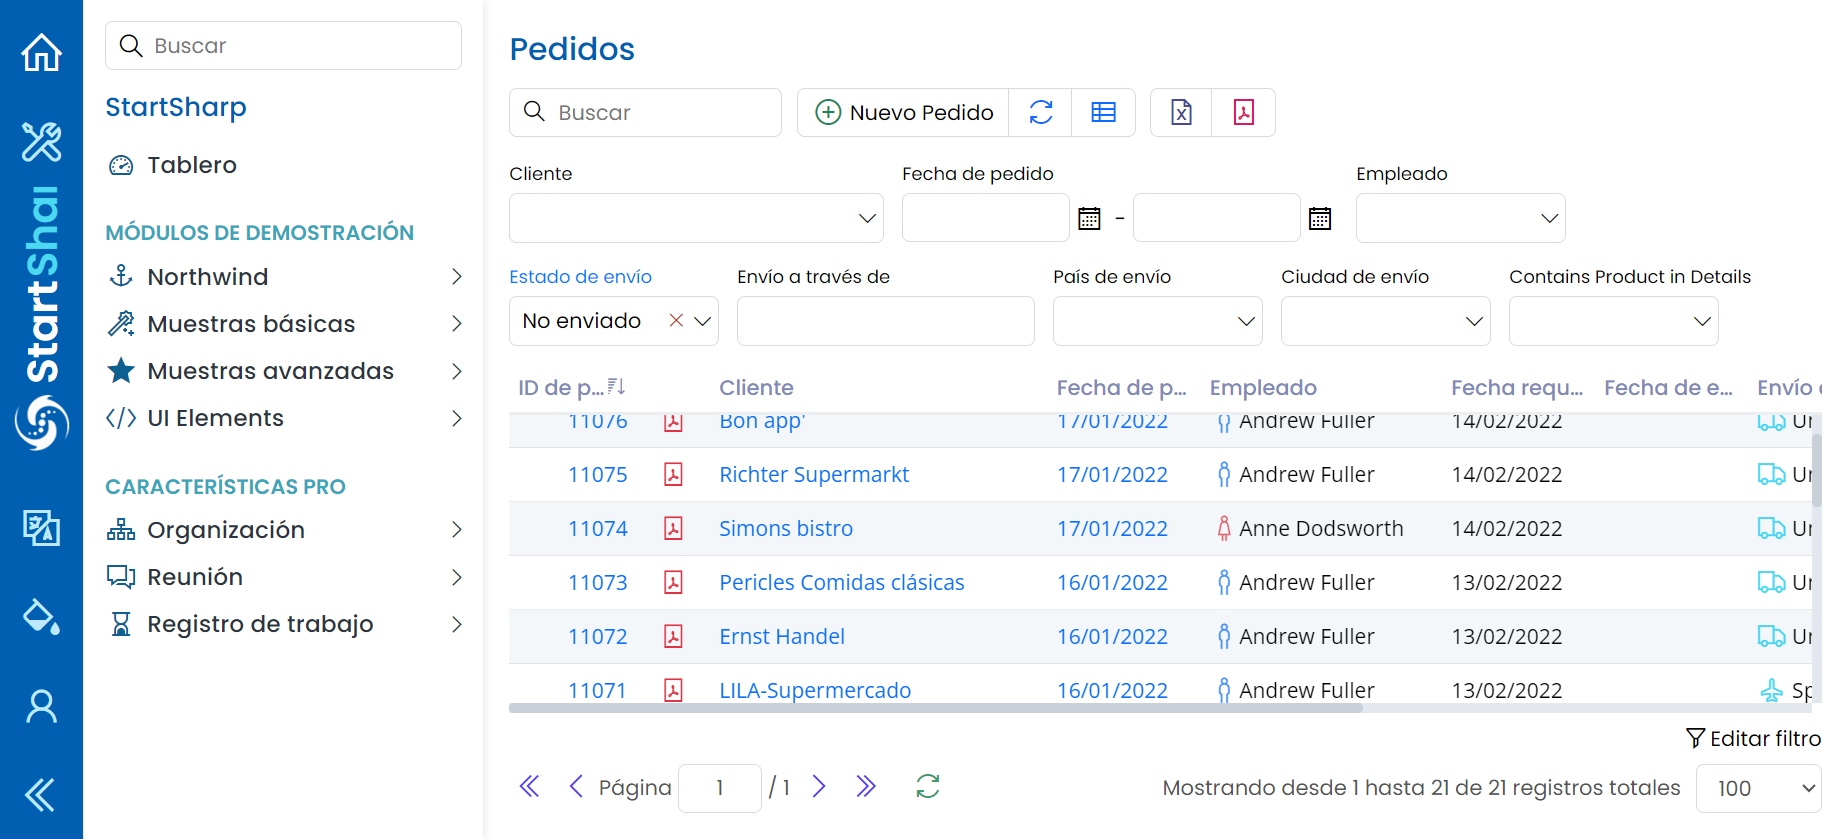 StartShar
Buscar
StartSharp
Tablero
MÓDULOS DE DEMOSTRACIÓN
Northwind
Muestras básicas
Muestras avanzadas
UI Elements
CARACTERÍSTICAS PRO
Organización
Reunión
Registro de trabajo
Pedidos
Buscar
Nuevo Pedido
Cliente
Fecha de pedido
Empleado
-
Estado de envío
Envío a través de
País de envío
Ciudad de envío
Contains Product in Details
No enviado
ID de p... Cliente Fecha de p... Empleado Fecha requ... Fecha de e... Envío
11076 Bon app' 17/01/2022 Andrew Fuller 14/02/2022
11075 Richter Supermarkt 17/01/2022 Andrew Fuller 14/02/2022
11074 Simons bistro 17/01/2022 Anne Dodsworth 14/02/2022
11073 Pericles Comidas clásicas 16/01/2022 Andrew Fuller 13/02/2022
11072 Ernst Handel 16/01/2022 Andrew Fuller 13/02/2022
11071 LILA-Supermercado 16/01/2022 Andrew Fuller 13/02/2022 Sp
Editar filtro
Página 1 / 1
Mostrando desde 1 hasta 21 de 21 registros totales 100